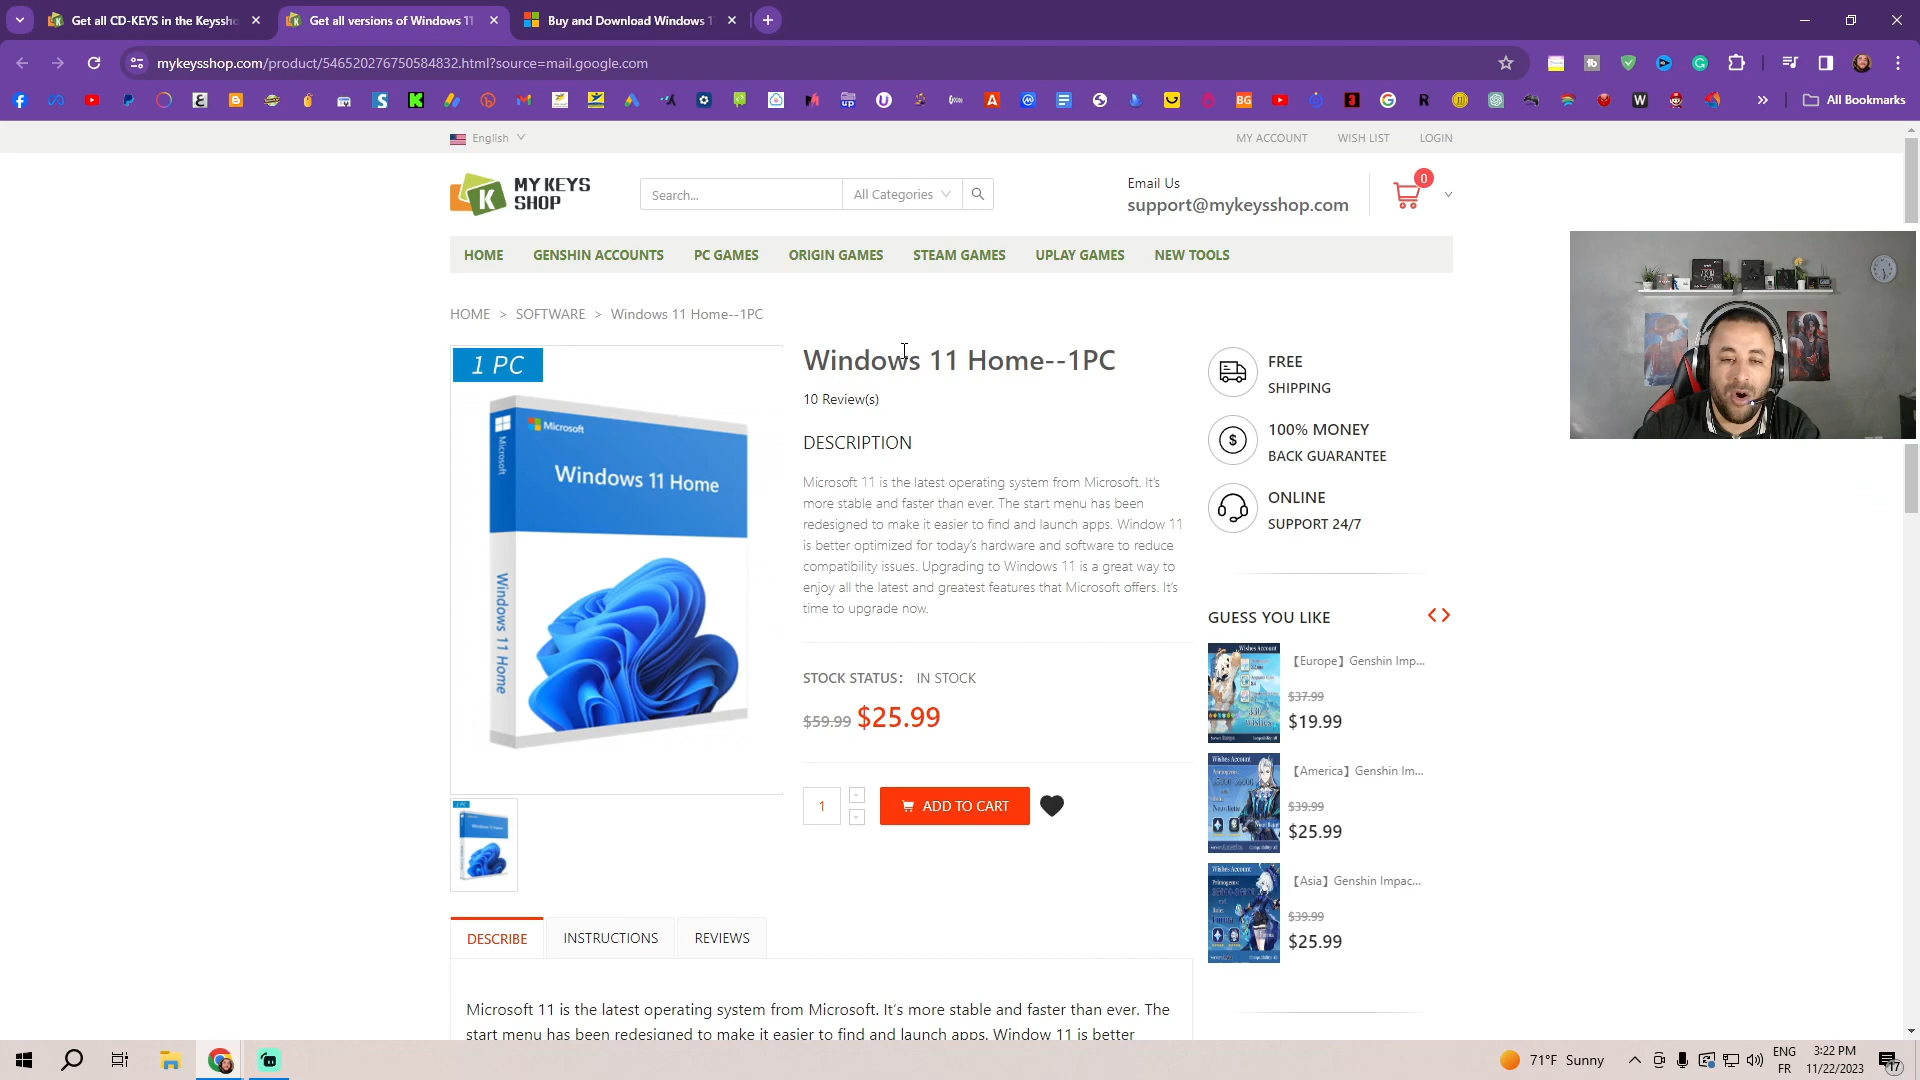 Get all CD-KEYS in the Keyssho
Get all versions of Windows 11
Buy and Download Windows 1
mykeysshop.com/product/546520276750584832.html?source=mail.google.com
All Bookmarks
English
MY ACCOUNT
WISH LIST
LOGIN
MY KEYS
SHOP
Search...
All Categories
Email Us
support@mykeysshop.com
0
HOME
GENSHIN ACCOUNTS
PC GAMES
ORIGIN GAMES
STEAM GAMES
UPLAY GAMES
NEW TOOLS
HOME > SOFTWARE > Windows 11 Home--1PC
1 PC
Microsoft
Microsoft
Windows 11 Home
Windows 11 Home
Windows 11 Home--1PC
10 Review(s)
DESCRIPTION
Microsoft 11 is the latest operating system from Microsoft. It's
more stable and faster than ever. The start menu has been
redesigned to make it easier to find and launch apps. Window 11
is better optimized for today's hardware and software to reduce
compatibility issues. Upgrading to Windows 11 is a great way to
enjoy all the latest and greatest features that Microsoft offers. It's
time to upgrade now.
STOCK STATUS: IN STOCK
$59.99 $25.99
1
ADD TO CART
FREE
SHIPPING
100% MONEY
BACK GUARANTEE
ONLINE
SUPPORT 24/7
GUESS YOU LIKE
Wishes Account
【Europe】Genshin Imp...
$37.99
$19.99
Wishes Account
【America】Genshin Im...
$39.99
$25.99
Wishes Account
【Asia】Genshin Impac...
$39.99
$25.99
DESCRIBE
INSTRUCTIONS
REVIEWS
Microsoft 11 is the latest operating system from Microsoft. It's more stable and faster than ever. The
start menu has been redesigned to make it easier to find and launch apps. Window 11 is better
71°F Sunny
ENG
FR
3:22 PM
11/22/2023
17